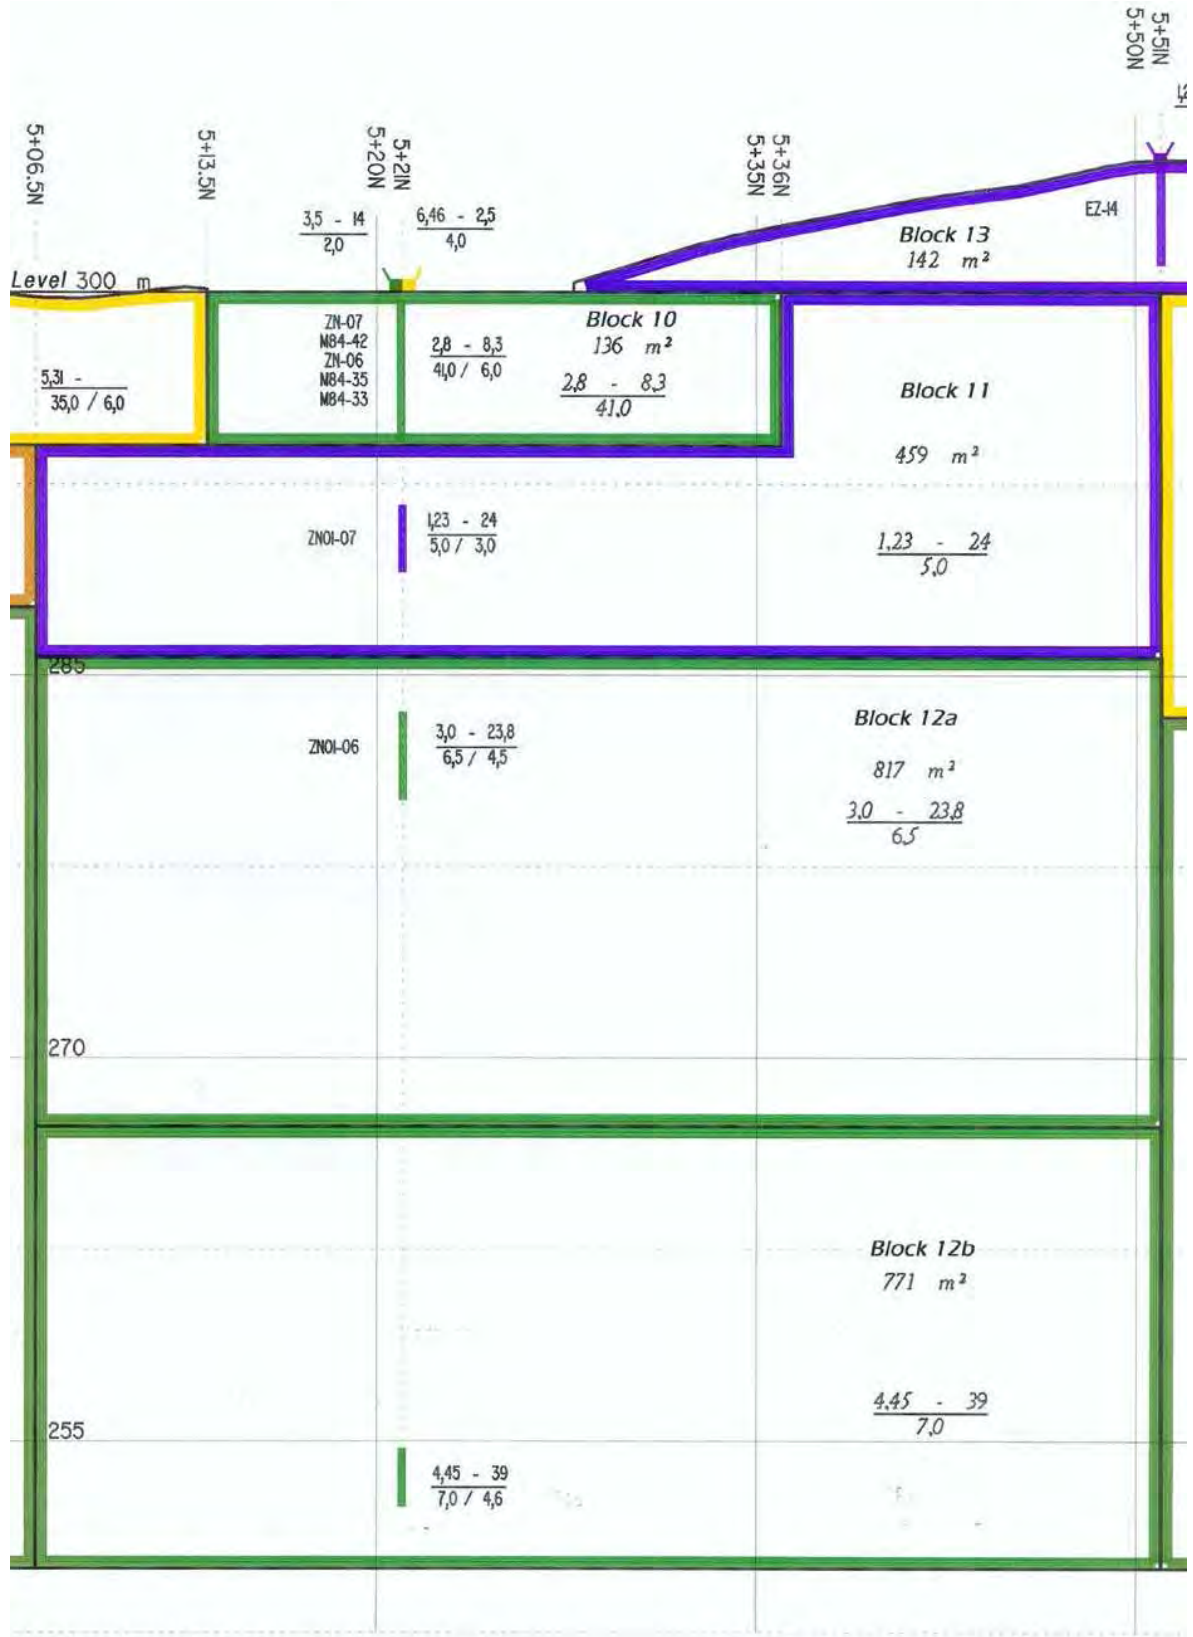 5+50N
5+51N
5+06.5N
5+13.5N
5+20N
5+21N
5+35N
5+36N
3,5 - 14
2,0
6,46 - 2,5
4,0
EZ-14
Block 13
142 m²
Level 300 m
ZN-07
M84-42
ZN-06
M84-35
M84-33
2,8 - 8,3
41,0 / 6,0
Block 10
136 m²
2,8 - 8,3
41,0
5,31 -
35,0 / 6,0
Block 11
459 m²
ZN01-07
1,23 - 24
5,0 / 3,0
1,23 - 24
5,0
285
ZN01-06
3,0 - 23,8
6,5 / 4,5
Block 12a
817 m²
3,0 - 23,8
6,5
270
Block 12b
771 m²
4,45 - 39
7,0
255
4,45 - 39
7,0 / 4,6